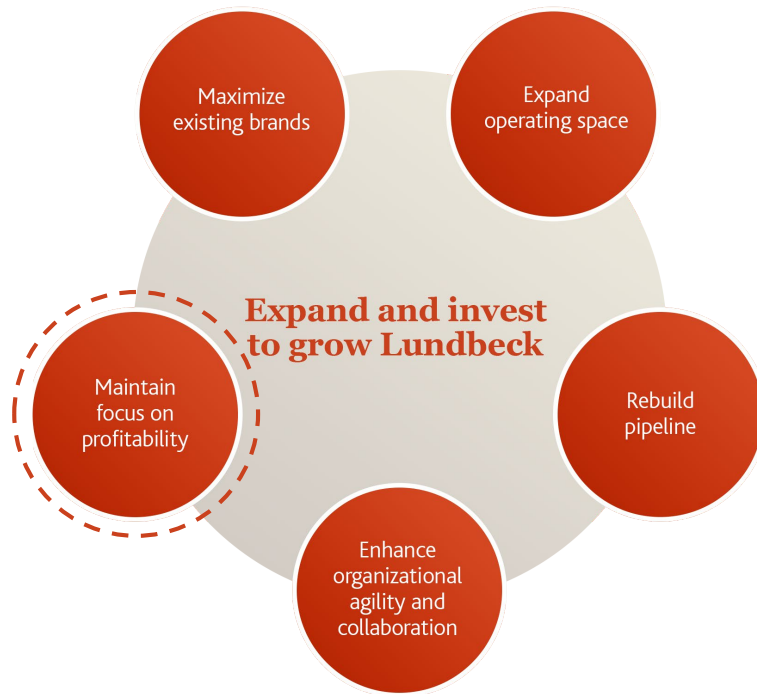 Maximize
existing brands
Expand
operating space
Expand and invest
to grow Lundbeck
Maintain
focus on
profitability
Rebuild
pipeline
Enhance
organizational
agility and
collaboration